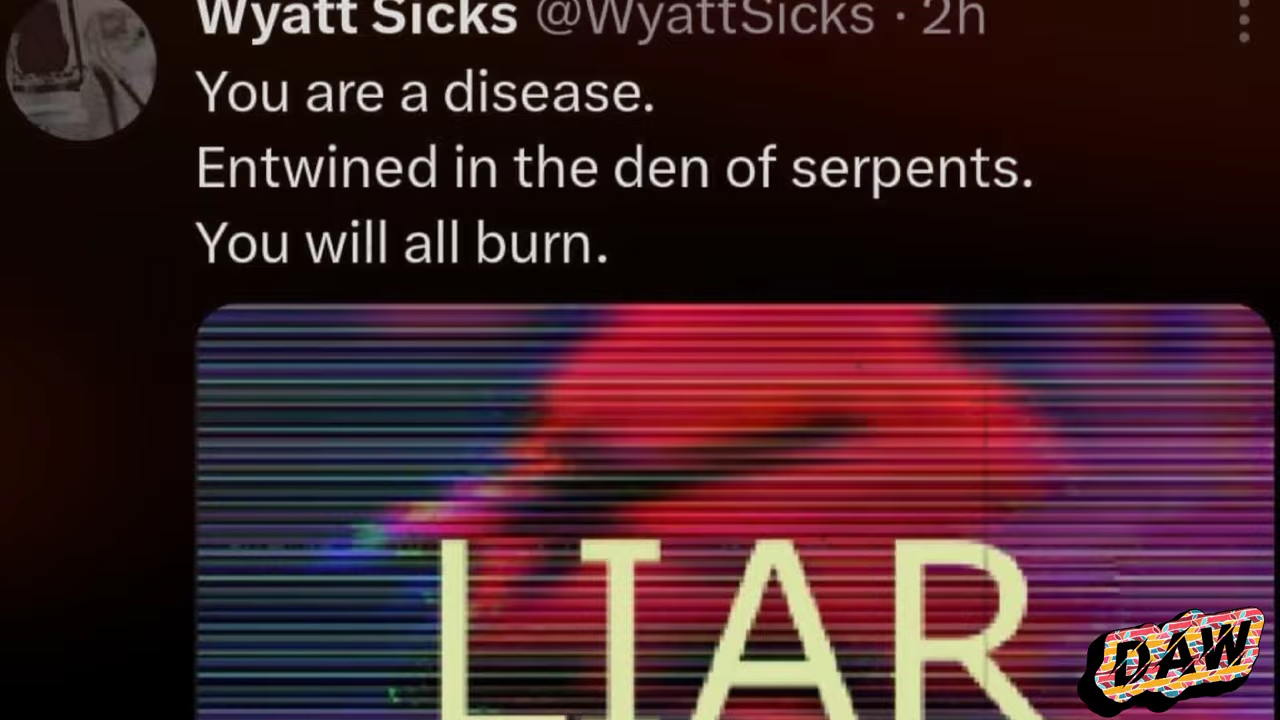 Wyatt Sicks @WyattSicks · 2h
You are a disease.
Entwined in the den of serpents.
You will all burn.
LIAR
DAW